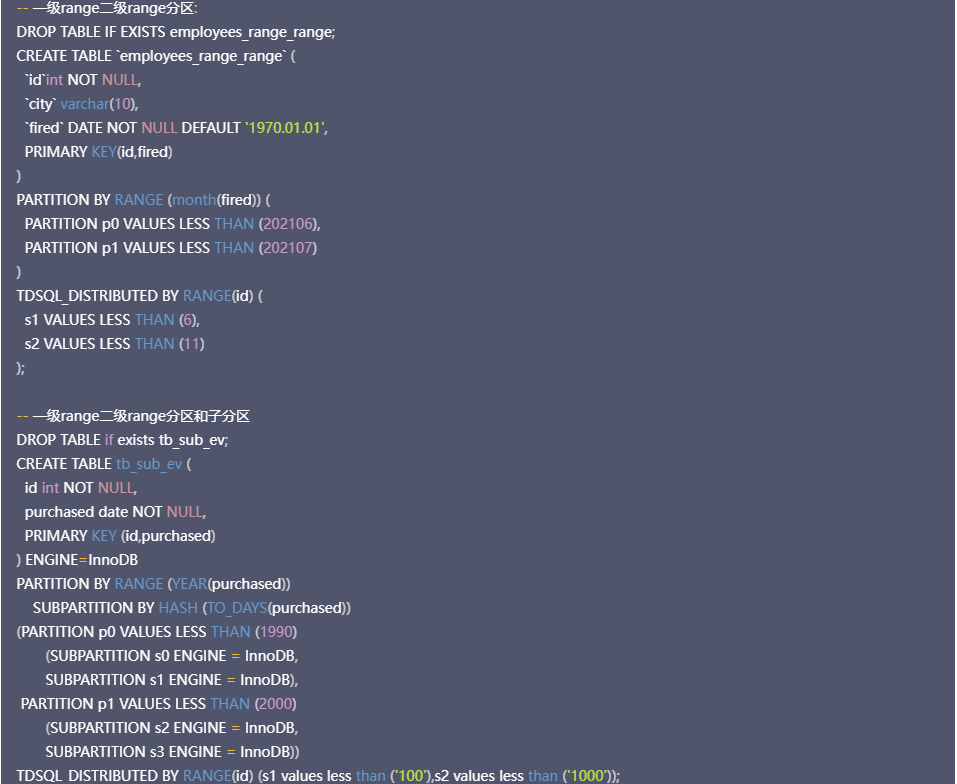 -- 一级range二级range分区:
DROP TABLE IF EXISTS employees_range_range;
CREATE TABLE `employees_range_range` (
  `id`int NOT NULL,
  `city` varchar(10),
  `fired` DATE NOT NULL DEFAULT '1970.01.01',
  PRIMARY KEY(id,fired)
)
PARTITION BY RANGE (month(fired)) (
  PARTITION p0 VALUES LESS THAN (202106),
  PARTITION p1 VALUES LESS THAN (202107)
)
TDSQL_DISTRIBUTED BY RANGE(id) (
  s1 VALUES LESS THAN (6),
  s2 VALUES LESS THAN (11)
);

-- 一级range二级range分区和子分区
DROP TABLE if exists tb_sub_ev;
CREATE TABLE tb_sub_ev (
  id int NOT NULL,
  purchased date NOT NULL,
  PRIMARY KEY (id,purchased)
) ENGINE=InnoDB
PARTITION BY RANGE (YEAR(purchased))
    SUBPARTITION BY HASH (TO_DAYS(purchased))
(PARTITION p0 VALUES LESS THAN (1990)
       (SUBPARTITION s0 ENGINE = InnoDB,
       SUBPARTITION s1 ENGINE = InnoDB),
 PARTITION p1 VALUES LESS THAN (2000)
       (SUBPARTITION s2 ENGINE = InnoDB,
       SUBPARTITION s3 ENGINE = InnoDB))
TDSQL_DISTRIBUTED BY RANGE(id) (s1 values less than ('100'),s2 values less than ('1000'));